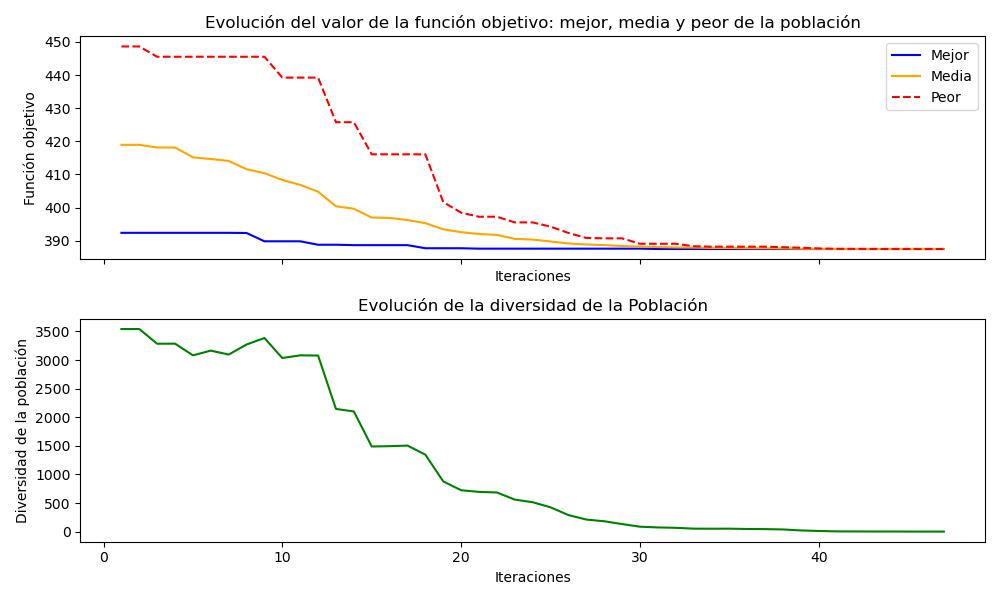 Evolución del valor de la función objetivo: mejor, media y peor de la población
450
440
430
420
410
400
390
Función objetivo
Mejor
Media
Peor
Iteraciones
Evolución de la diversidad de la Población
3500
3000
2500
2000
1500
1000
500
0
Diversidad de la población
0 10 20 30 40
Iteraciones